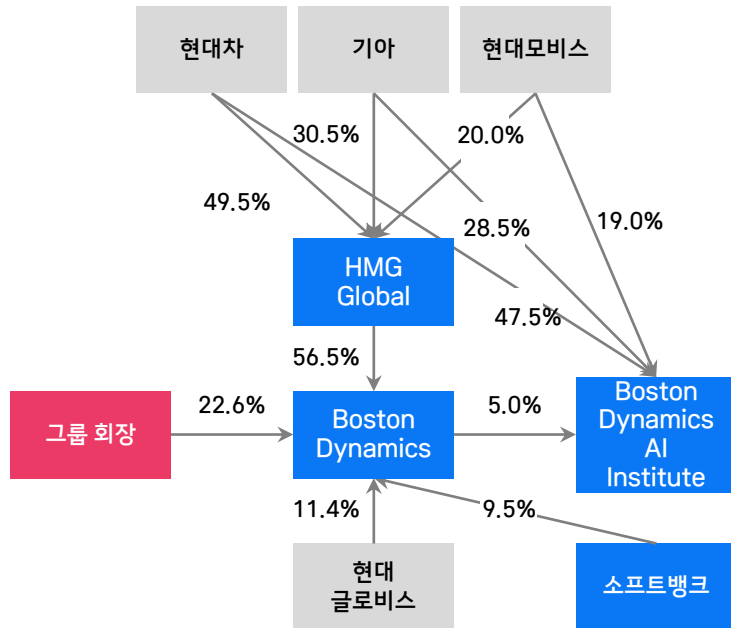 현대차
기아
현대모비스
30.5%
20.0%
49.5%
28.5%
19.0%
HMG
Global
47.5%
56.5%
그룹 회장
22.6%
Boston
Dynamics
5.0%
Boston
Dynamics
AI
Institute
11.4%
9.5%
현대
글로비스
소프트뱅크